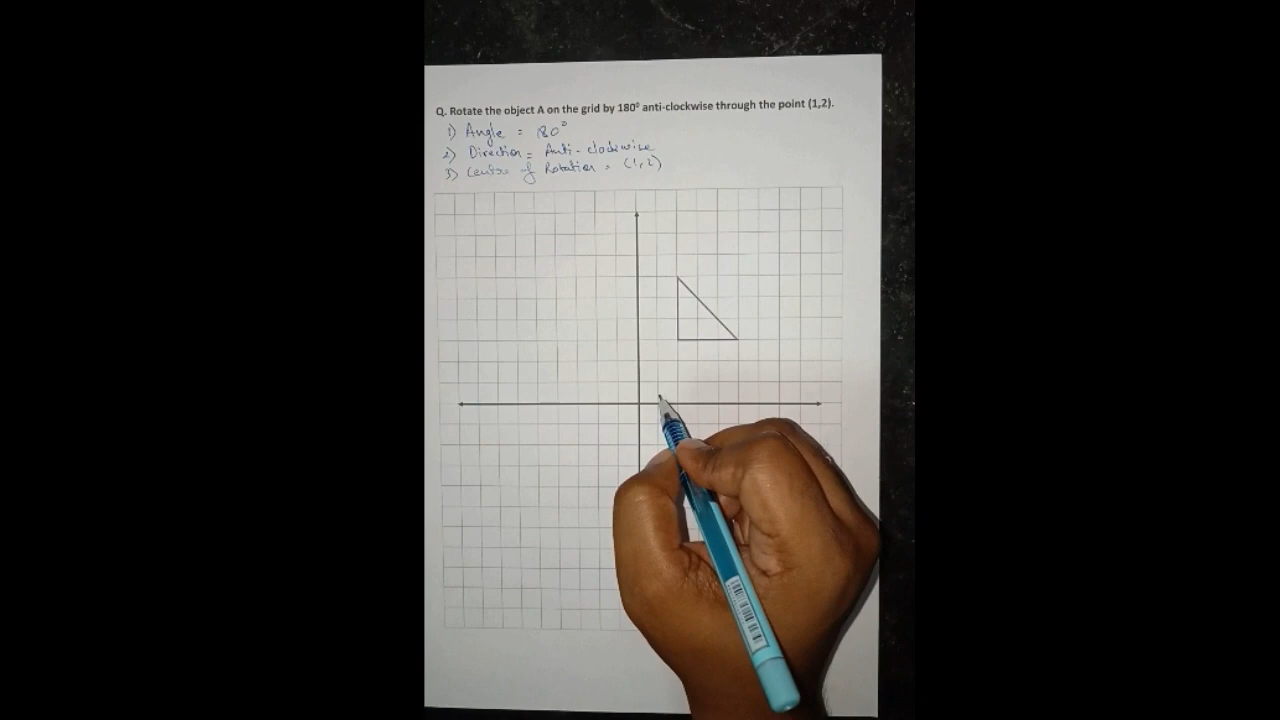 Q. Rotate the object A on the grid by 180⁰ anti-clockwise through the point (1,2).
1) Angle = 180°
2) Direction = Anti-clockwise
3) Centre of Rotation = (1,2)